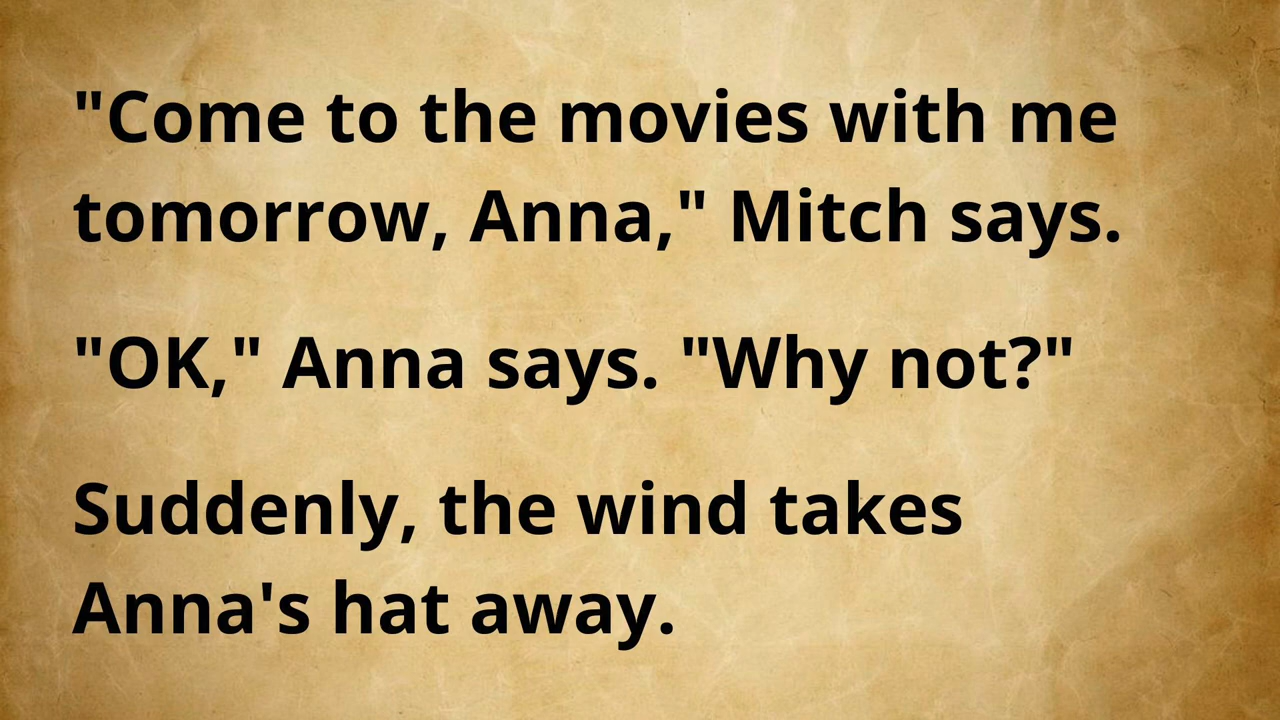 "Come to the movies with me
tomorrow, Anna," Mitch says.
"OK," Anna says. "Why not?"
Suddenly, the wind takes
Anna's hat away.